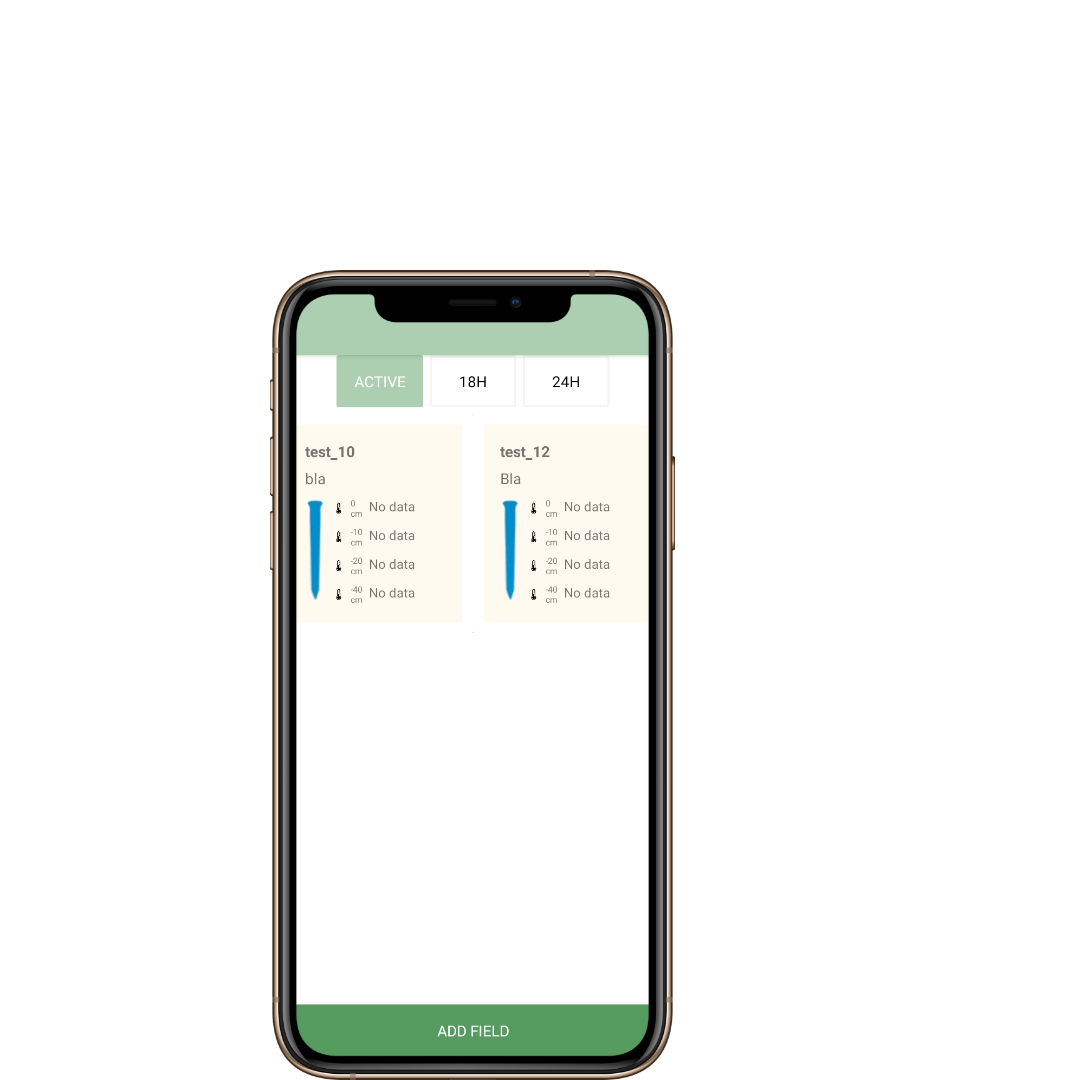 ACTIVE 18H 24H
test_10
bla
0 cm No data
-10 cm No data
-20 cm No data
-40 cm No data
test_12
Bla
0 cm No data
-10 cm No data
-20 cm No data
-40 cm No data
ADD FIELD